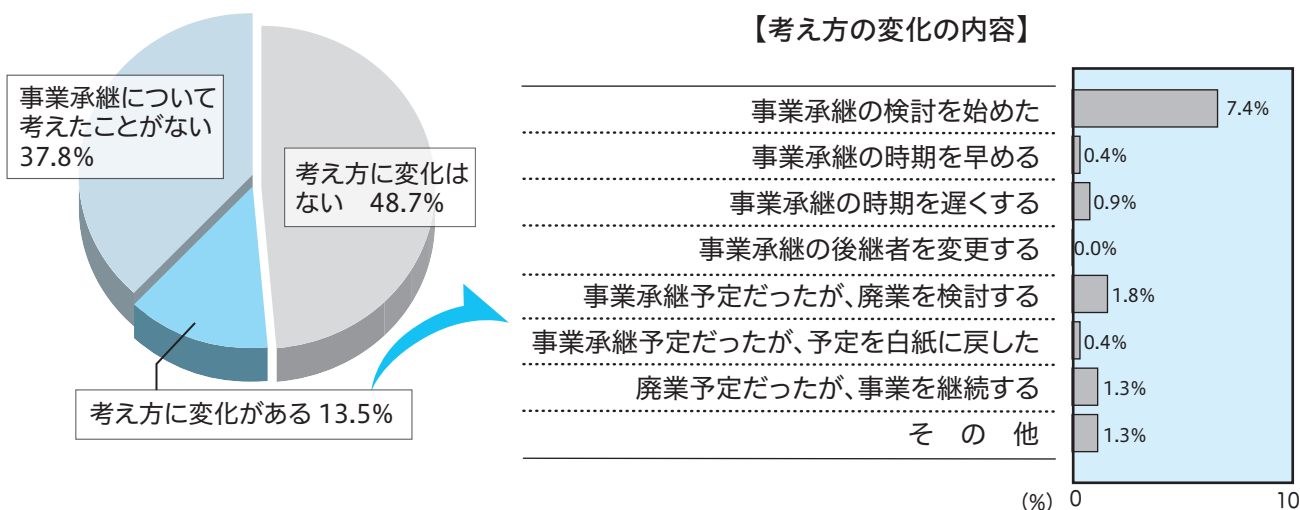 事業承継について
考えたことがない
37.8%
考え方に変化は
ない 48.7%
考え方に変化がある 13.5%
【考え方の変化の内容】
事業承継の検討を始めた 7.4%
事業承継の時期を早める 0.4%
事業承継の時期を遅くする 0.9%
事業承継の後継者を変更する 0.0%
事業承継予定だったが、廃業を検討する 1.8%
事業承継予定だったが、予定を白紙に戻した 0.4%
廃業予定だったが、事業を継続する 1.3%
そ の 他 1.3%
(%) 0 10